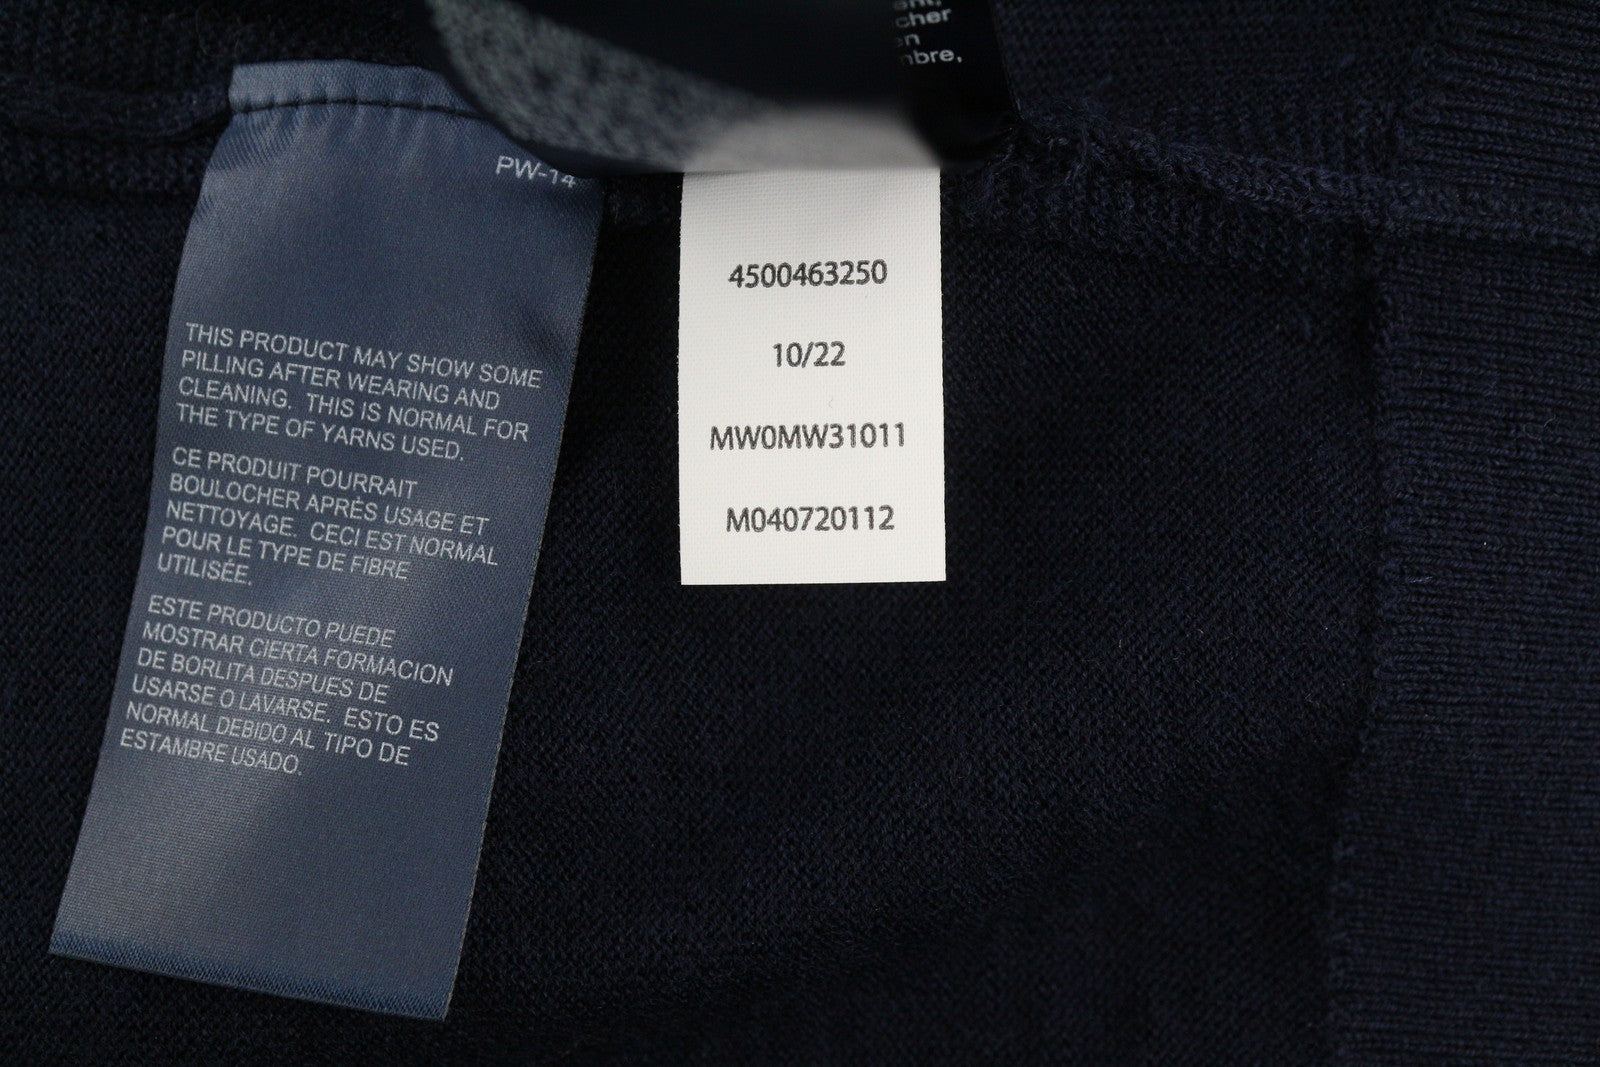 cher
mbre,
PW-14
THIS PRODUCT MAY SHOW SOME
PILLING AFTER WEARING AND
CLEANING. THIS IS NORMAL FOR
THE TYPE OF YARNS USED.
CE PRODUIT POURRAIT
BOULOCHER APRÈS USAGE ET
NETTOYAGE. CECI EST NORMAL
POUR LE TYPE DE FIBRE
UTILISÉE.
ESTE PRODUCTO PUEDE
MOSTRAR CIERTA FORMACION
DE BORLITA DESPUES DE
USARSE O LAVARSE. ESTO ES
NORMAL DEBIDO AL TIPO DE
ESTAMBRE USADO.
4500463250
10/22
MW0MW31011
M040720112